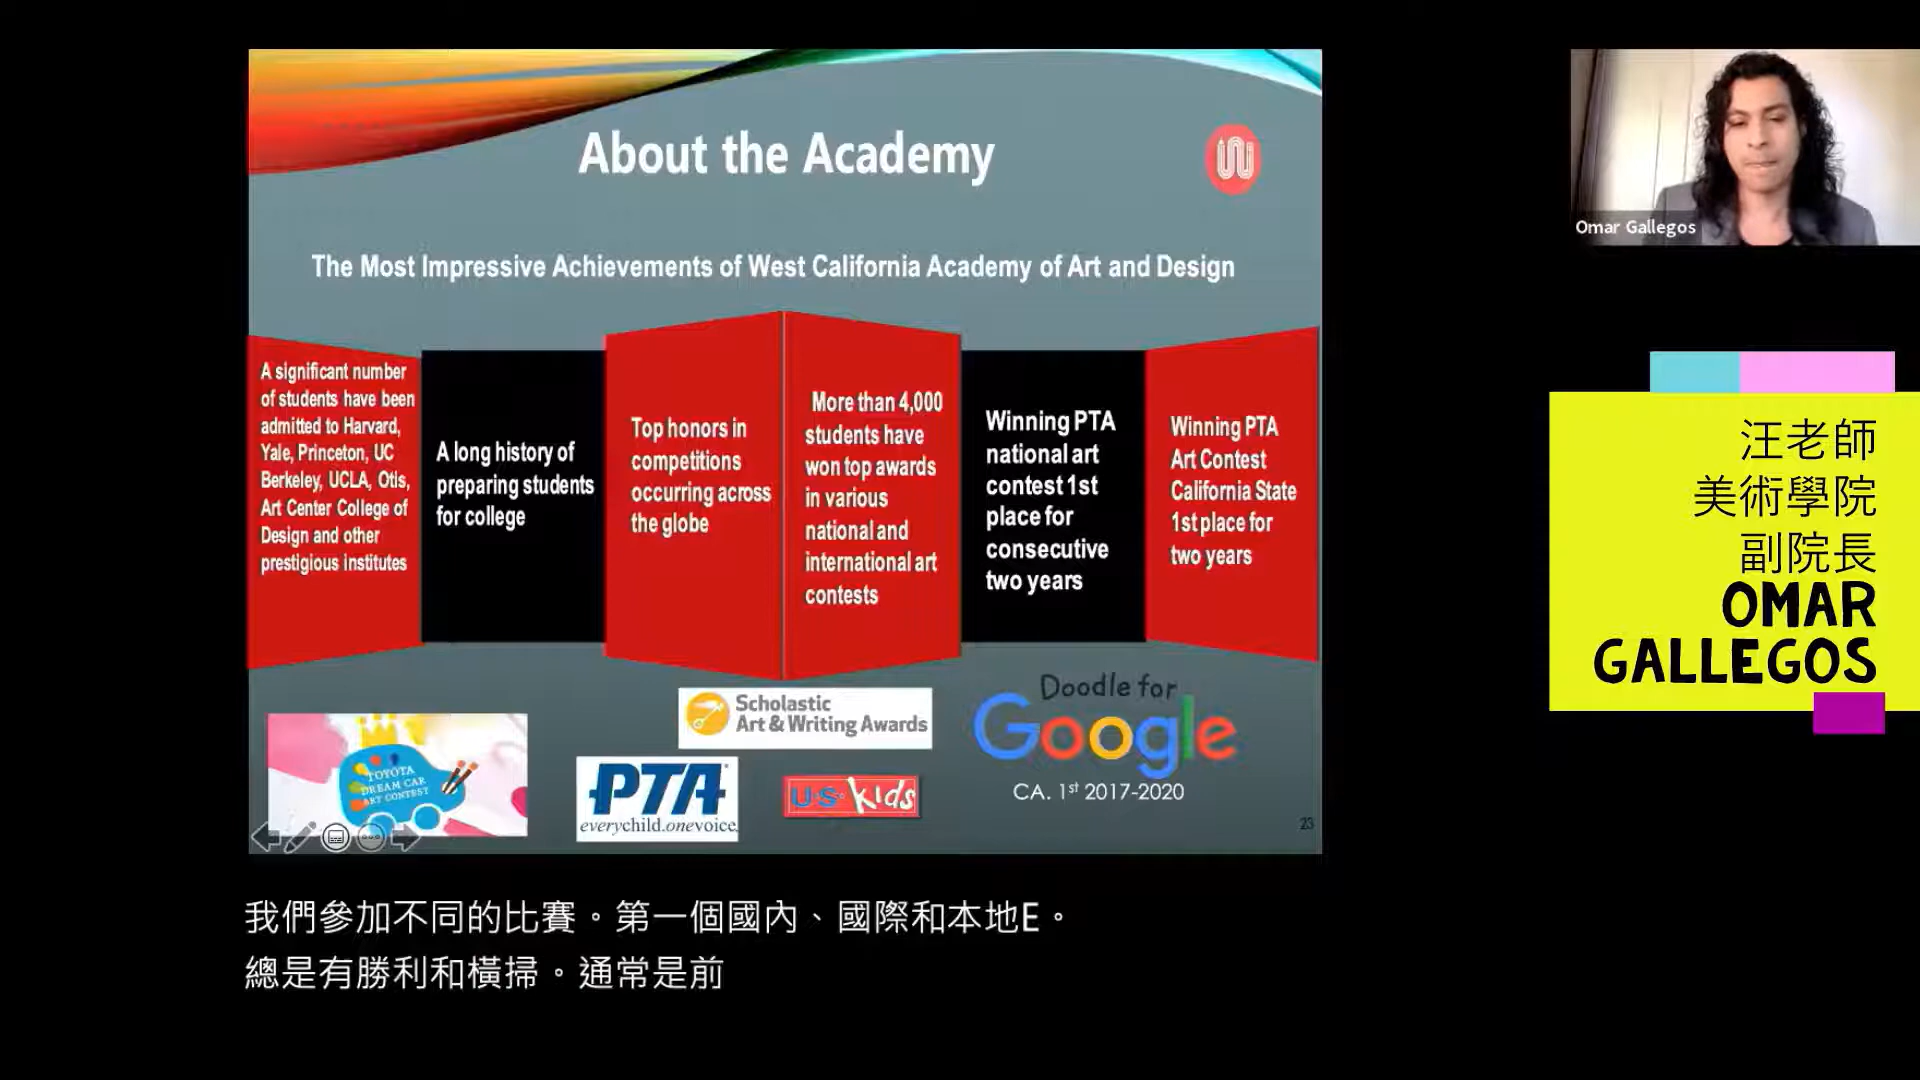 About the Academy
The Most Impressive Achievements of West California Academy of Art and Design
A significant number
of students have been
admitted to Harvard,
Yale, Princeton, UC
Berkeley, UCLA, Otis,
Art Center College of
Design and other
prestigious institutes
A long history of
preparing students
for college
Top honors in
competitions
occurring across
the globe
More than 4,000
students have
won top awards
in various
national and
international art
contests
Winning PTA
national art
contest 1st
place for
consecutive
two years
Winning PTA
Art Contest
California State
1st place for
two years
TOYOTA
DREAM CAR
ART CONTEST
Scholastic
Art & Writing Awards
PTA
everychild.onevoice.
U·S· kids
Doodle for
Google
CA. 1st 2017-2020
23
Omar Gallegos
汪老師
美術學院
副院長
OMAR
GALLEGOS
我們參加不同的比賽。第一個國內、國際和本地E。
總是有勝利和橫掃。通常是前